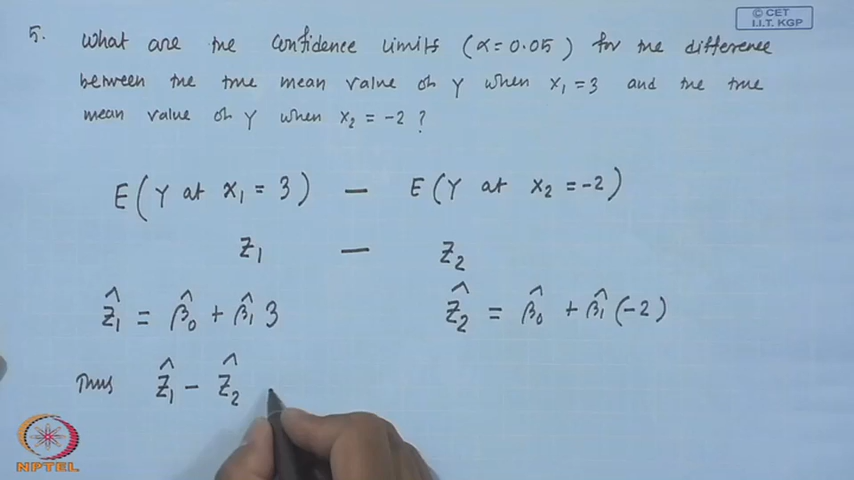 © CET
I.I.T. KGP
5. What are the confidence limits (α = 0.05) for the difference
between the true mean value of Y when x₁ = 3 and the true
mean value of Y when x₂ = -2 ?
E(Y at x₁ = 3) — E(Y at x₂ = -2)
Z₁ — Z₂
Ẑ₁ = β̂₀ + β̂₁ 3 Ẑ₂ = β̂₀ + β̂₁ (-2)
Thus Ẑ₁ - Ẑ₂
NPTEL